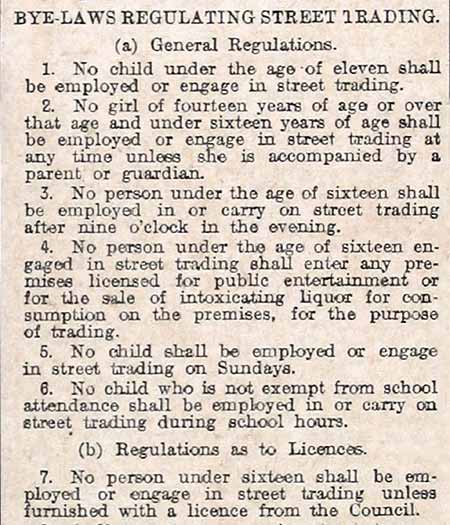 BYE-LAWS REGULATING STREET TRADING.
(a) General Regulations.
1. No child under the age of eleven shall
be employed or engage in street trading.
2. No girl of fourteen years of age or over
that age and under sixteen years of age shall
be employed or engage in street trading at
any time unless she is accompanied by a
parent or guardian.
3. No person under the age of sixteen shall
be employed in or carry on street trading
after nine o'clock in the evening.
4. No person under the age of sixteen en-
gaged in street trading shall enter any pre-
mises licensed for public entertainment or
for the sale of intoxicating liquor for con-
sumption on the premises, for the purpose
of trading.
5. No child shall be employed or engage
in street trading on Sundays.
6. No child who is not exempt from school
attendance shall be employed in or carry on
street trading during school hours.
(b) Regulations as to Licences.
7. No person under sixteen shall be em-
ployed or engage in street trading unless
furnished with a licence from the Council.